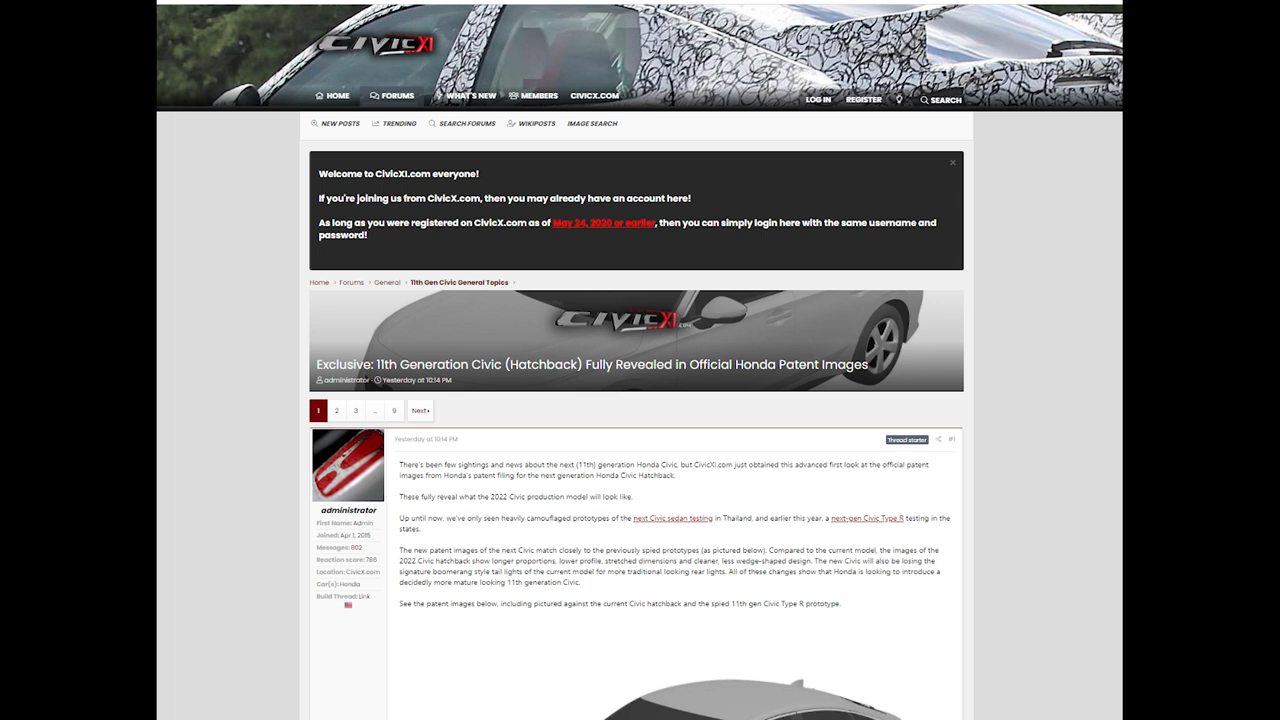 CIVICXI
HOME FORUMS WHAT'S NEW MEMBERS CIVICX.COM
LOG IN REGISTER SEARCH
NEW POSTS TRENDING SEARCH FORUMS WIKIPOSTS IMAGE SEARCH
Welcome to CivicXI.com everyone!
If you're joining us from CivicX.com, then you may already have an account here!
As long as you were registered on CivicX.com as of May 24, 2020 or earlier, then you can simply login here with the same username and
password!
Home › Forums › General › 11th Gen Civic General Topics ›
CIVICXI.COM
Exclusive: 11th Generation Civic (Hatchback) Fully Revealed in Official Honda Patent Images
administrator · Yesterday at 10:14 PM
1 2 3 ... 9 Next
Yesterday at 10:14 PM Thread starter #1
administrator
First Name: Admin
Joined: Apr 1, 2015
Messages: 602
Reaction score: 786
Location: CivicX.com
Car(s): Honda
Build Thread: Link
There's been few sightings and news about the next (11th) generation Honda Civic, but CivicXI.com just obtained this advanced first look at the official patent
images from Honda's patent filing for the next generation Honda Civic Hatchback.
These fully reveal what the 2022 Civic production model will look like.
Up until now, we've only seen heavily camouflaged prototypes of the next Civic sedan testing in Thailand, and earlier this year, a next-gen Civic Type R testing in the
states.
The new patent images of the next Civic match closely to the previously spied prototypes (as pictured below). Compared to the current model, the images of the
2022 Civic hatchback show longer proportions, lower profile, stretched dimensions and cleaner, less wedge-shaped design. The new Civic will also be losing the
signature boomerang style tail lights of the current model for more traditional looking rear lights. All of these changes show that Honda is looking to introduce a
decidedly more mature looking 11th generation Civic.
See the patent images below, including pictured against the current Civic hatchback and the spied 11th gen Civic Type R prototype.